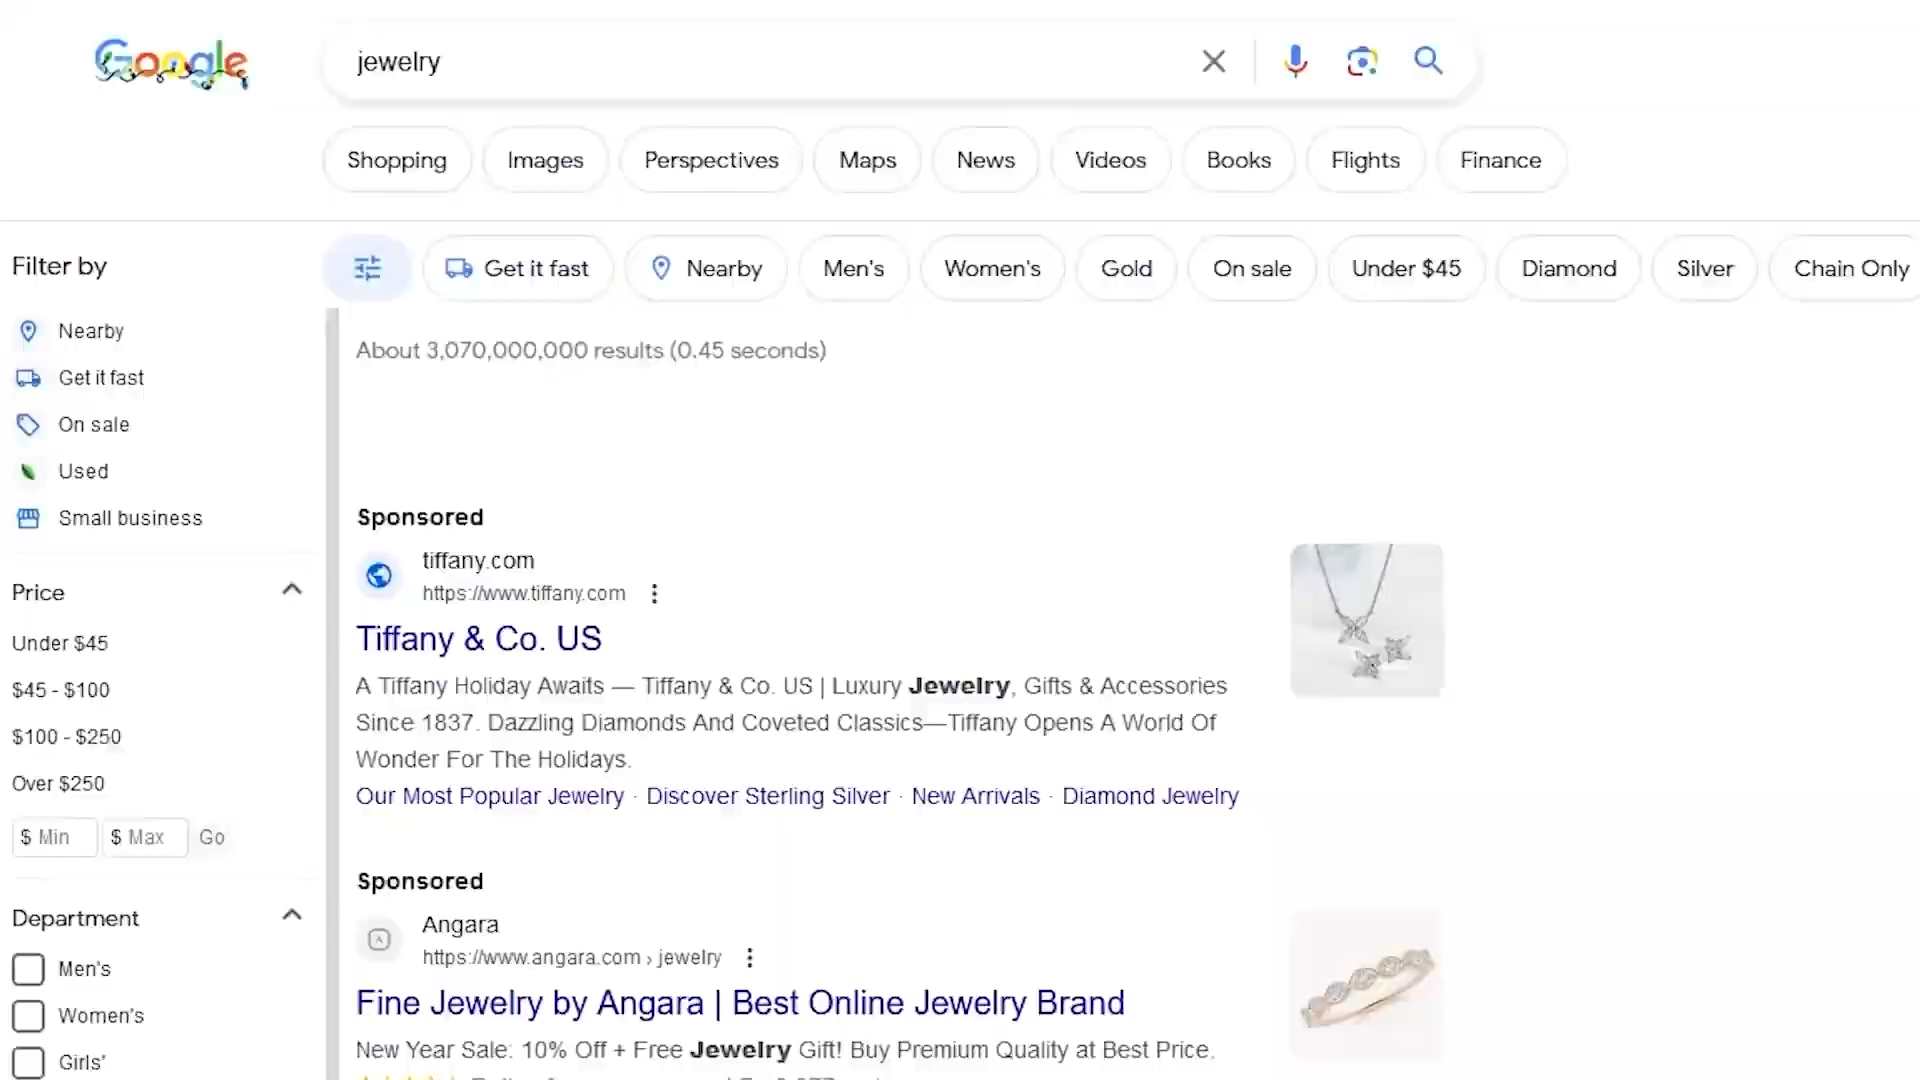 Google
jewelry
Shopping
Images
Perspectives
Maps
News
Videos
Books
Flights
Finance
Filter by
Get it fast
Nearby
Men's
Women's
Gold
On sale
Under $45
Diamond
Silver
Chain Only
Nearby
Get it fast
On sale
Used
Small business
Price
Under $45
$45 - $100
$100 - $250
Over $250
$ Min
$ Max
Go
Department
Men's
Women's
Girls'
About 3,070,000,000 results (0.45 seconds)
Sponsored
tiffany.com
https://www.tiffany.com
Tiffany & Co. US
A Tiffany Holiday Awaits — Tiffany & Co. US | Luxury Jewelry, Gifts & Accessories
Since 1837. Dazzling Diamonds And Coveted Classics—Tiffany Opens A World Of
Wonder For The Holidays.
Our Most Popular Jewelry · Discover Sterling Silver · New Arrivals · Diamond Jewelry
Sponsored
Angara
https://www.angara.com › jewelry
Fine Jewelry by Angara | Best Online Jewelry Brand
New Year Sale: 10% Off + Free Jewelry Gift! Buy Premium Quality at Best Price.